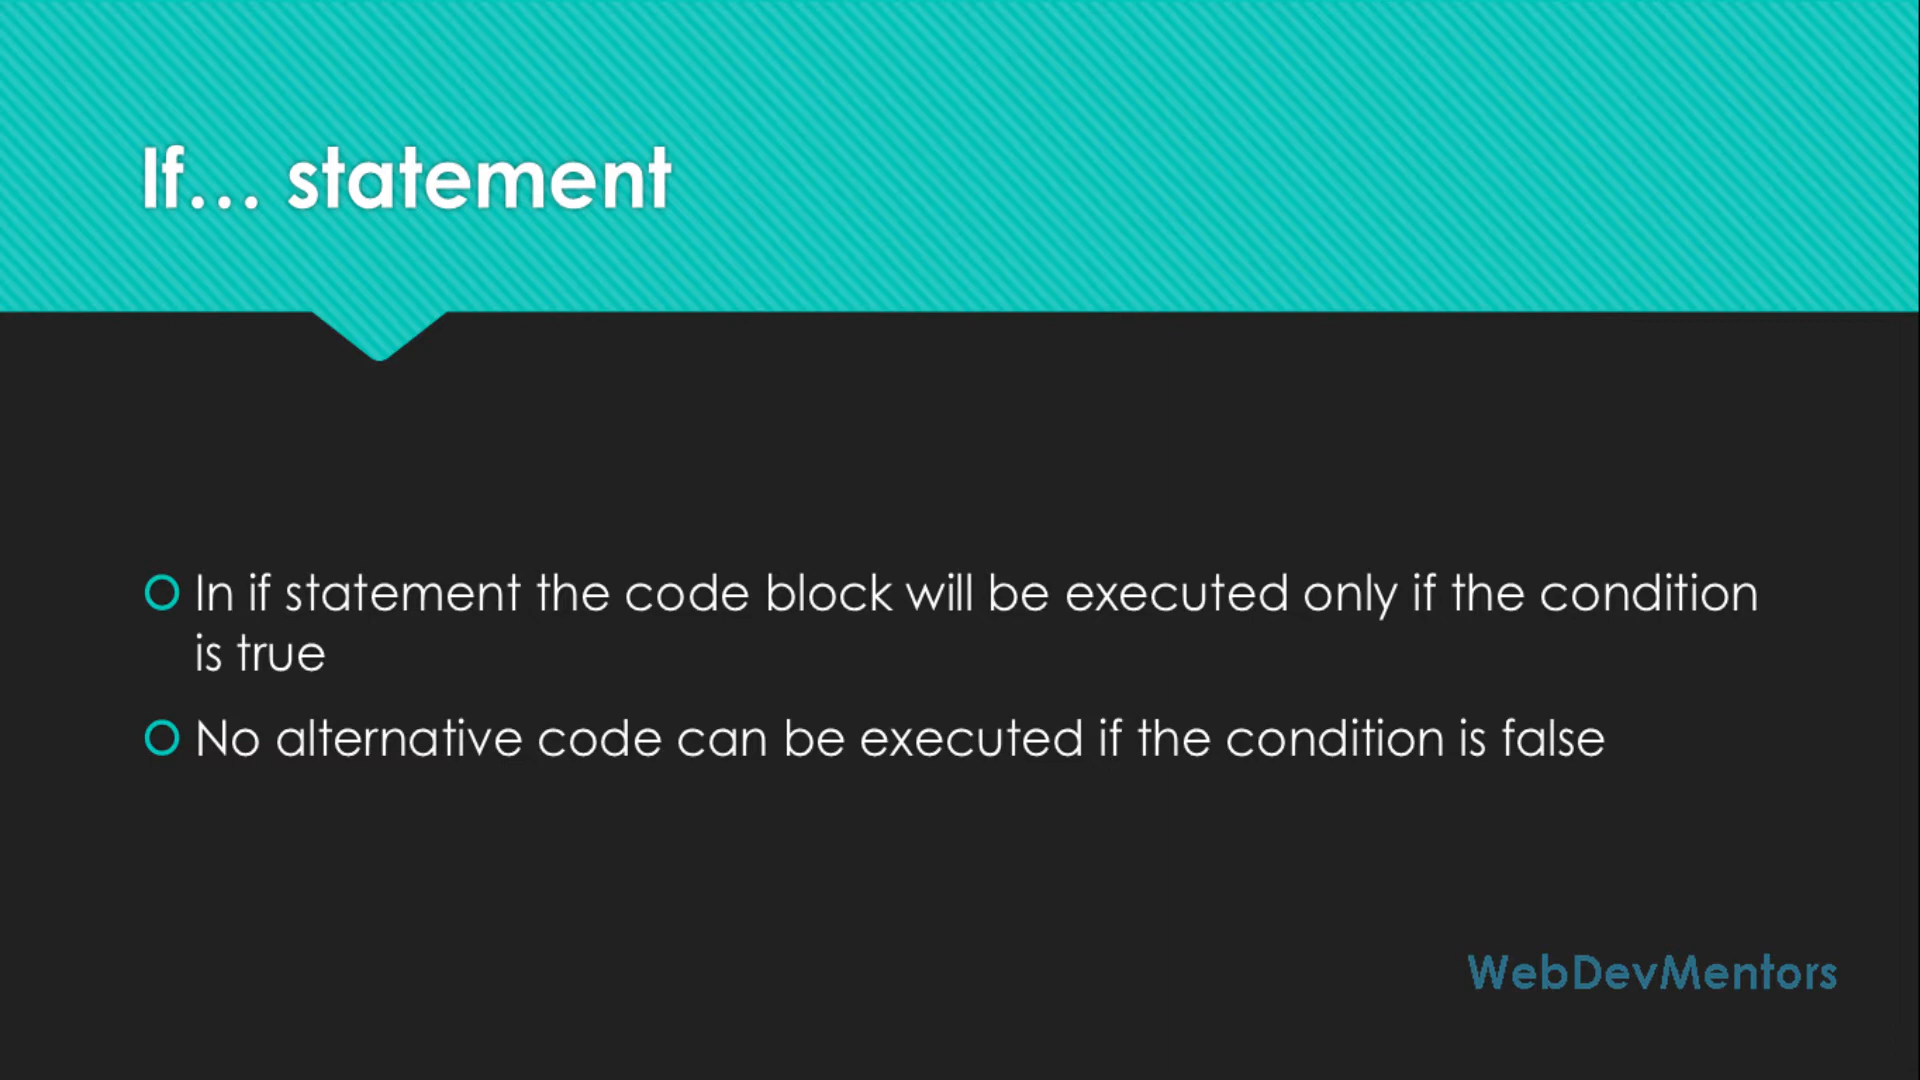 If... statement
In if statement the code block will be executed only if the condition
is true
No alternative code can be executed if the condition is false
WebDevMentors